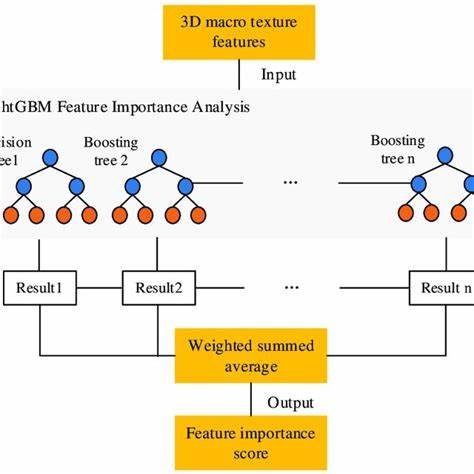 3D macro texture
features
Input
htGBM Feature Importance Analysis
ision
ee1
Boosting
tree 2
Boosting
tree n
...
Result1
Result2
...
Result n
Weighted summed
average
Output
Feature importance
score